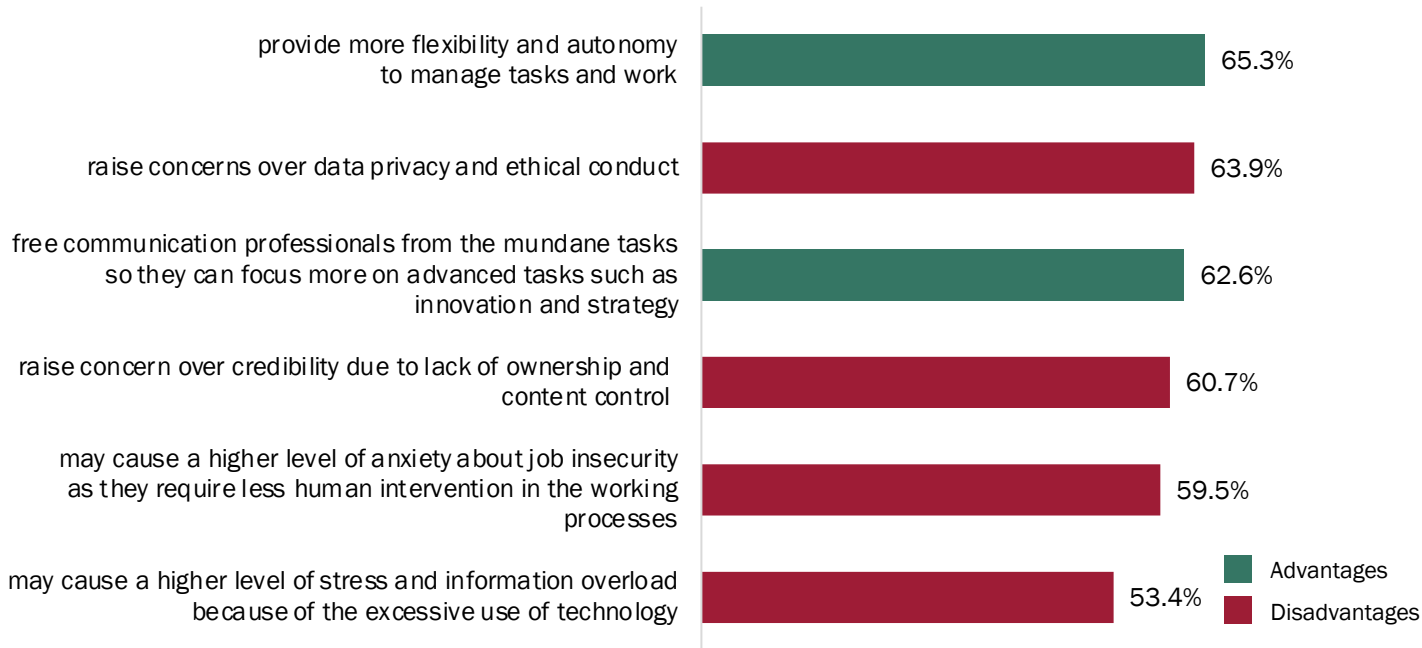 provide more flexibility and autonomy
to manage tasks and work
65.3%
raise concerns over data privacy and ethical conduct
63.9%
free communication professionals from the mundane tasks
so they can focus more on advanced tasks such as
innovation and strategy
62.6%
raise concern over credibility due to lack of ownership and
content control
60.7%
may cause a higher level of anxiety about job insecurity
as they require less human intervention in the working
processes
59.5%
may cause a higher level of stress and information overload
because of the excessive use of technology
53.4%
Advantages
Disadvantages